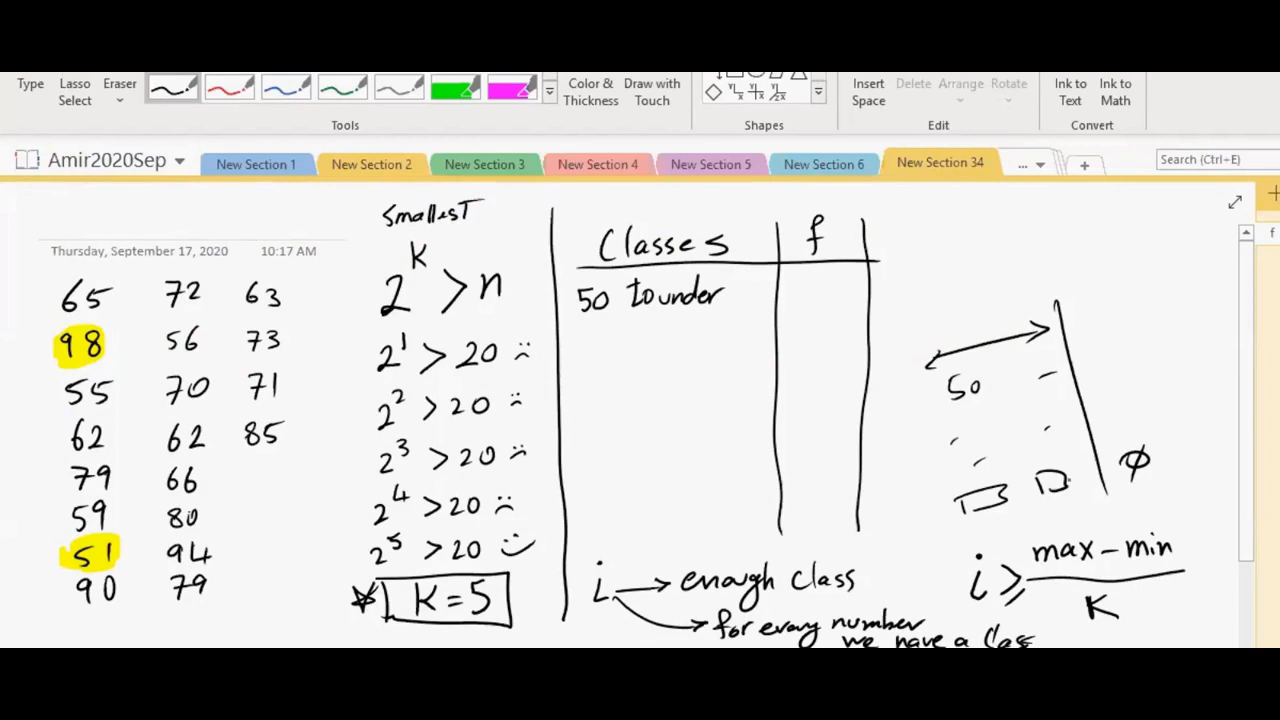 Type
Lasso Select
Eraser
Color & Thickness
Draw with Touch
Insert Space
Delete
Arrange
Rotate
Ink to Text
Ink to Math
Tools
Shapes
Edit
Convert
Amir2020Sep
New Section 1
New Section 2
New Section 3
New Section 4
New Section 5
New Section 6
New Section 34
...
Search (Ctrl+E)
Thursday, September 17, 2020 10:17 AM
65 72 63
98 56 73
55 70 71
62 62 85
79 66
59 80
51 94
90 79
smallest
2^K > n
2^1 > 20
2^2 > 20
2^3 > 20
2^4 > 20
2^5 > 20
K = 5
Classes f
50 to under
50
i → enough class
→ for every number
we have a
i ≥ (max - min) / K
φ
f